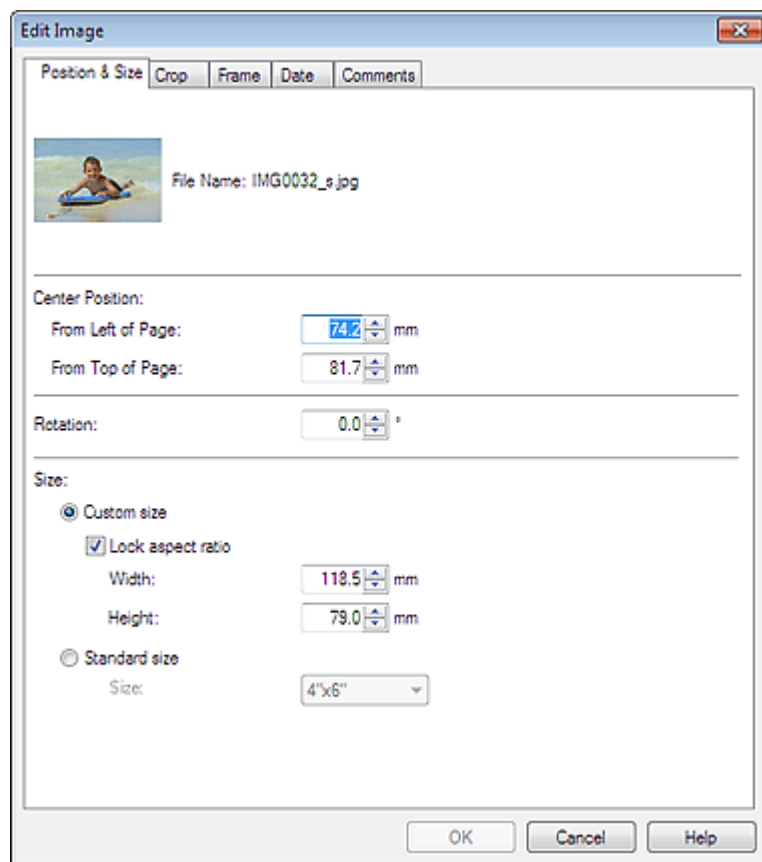 Edit Image
Position & Size Crop Frame Date Comments
File Name: IMG0032_s.jpg
Center Position:
From Left of Page: 74.2 mm
From Top of Page: 81.7 mm
Rotation: 0.0 °
Size:
Custom size
Lock aspect ratio
Width: 118.5 mm
Height: 79.0 mm
Standard size
Size: 4"x6"
OK Cancel Help